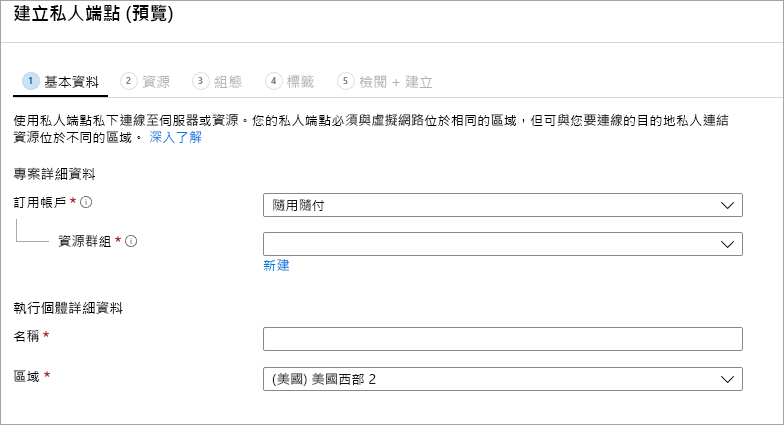 建立私人端點 (預覽)
1 基本資料 2 資源 3 組態 4 標籤 5 檢閱 + 建立
使用私人端點私下連線至伺服器或資源。您的私人端點必須與虛擬網路位於相同的區域，但可與您要連線的目的地私人連結
資源位於不同的區域。 深入了解
專案詳細資料
訂用帳戶 * 隨用隨付
資源群組 *
新建
執行個體詳細資料
名稱 *
區域 * (美國) 美國西部 2